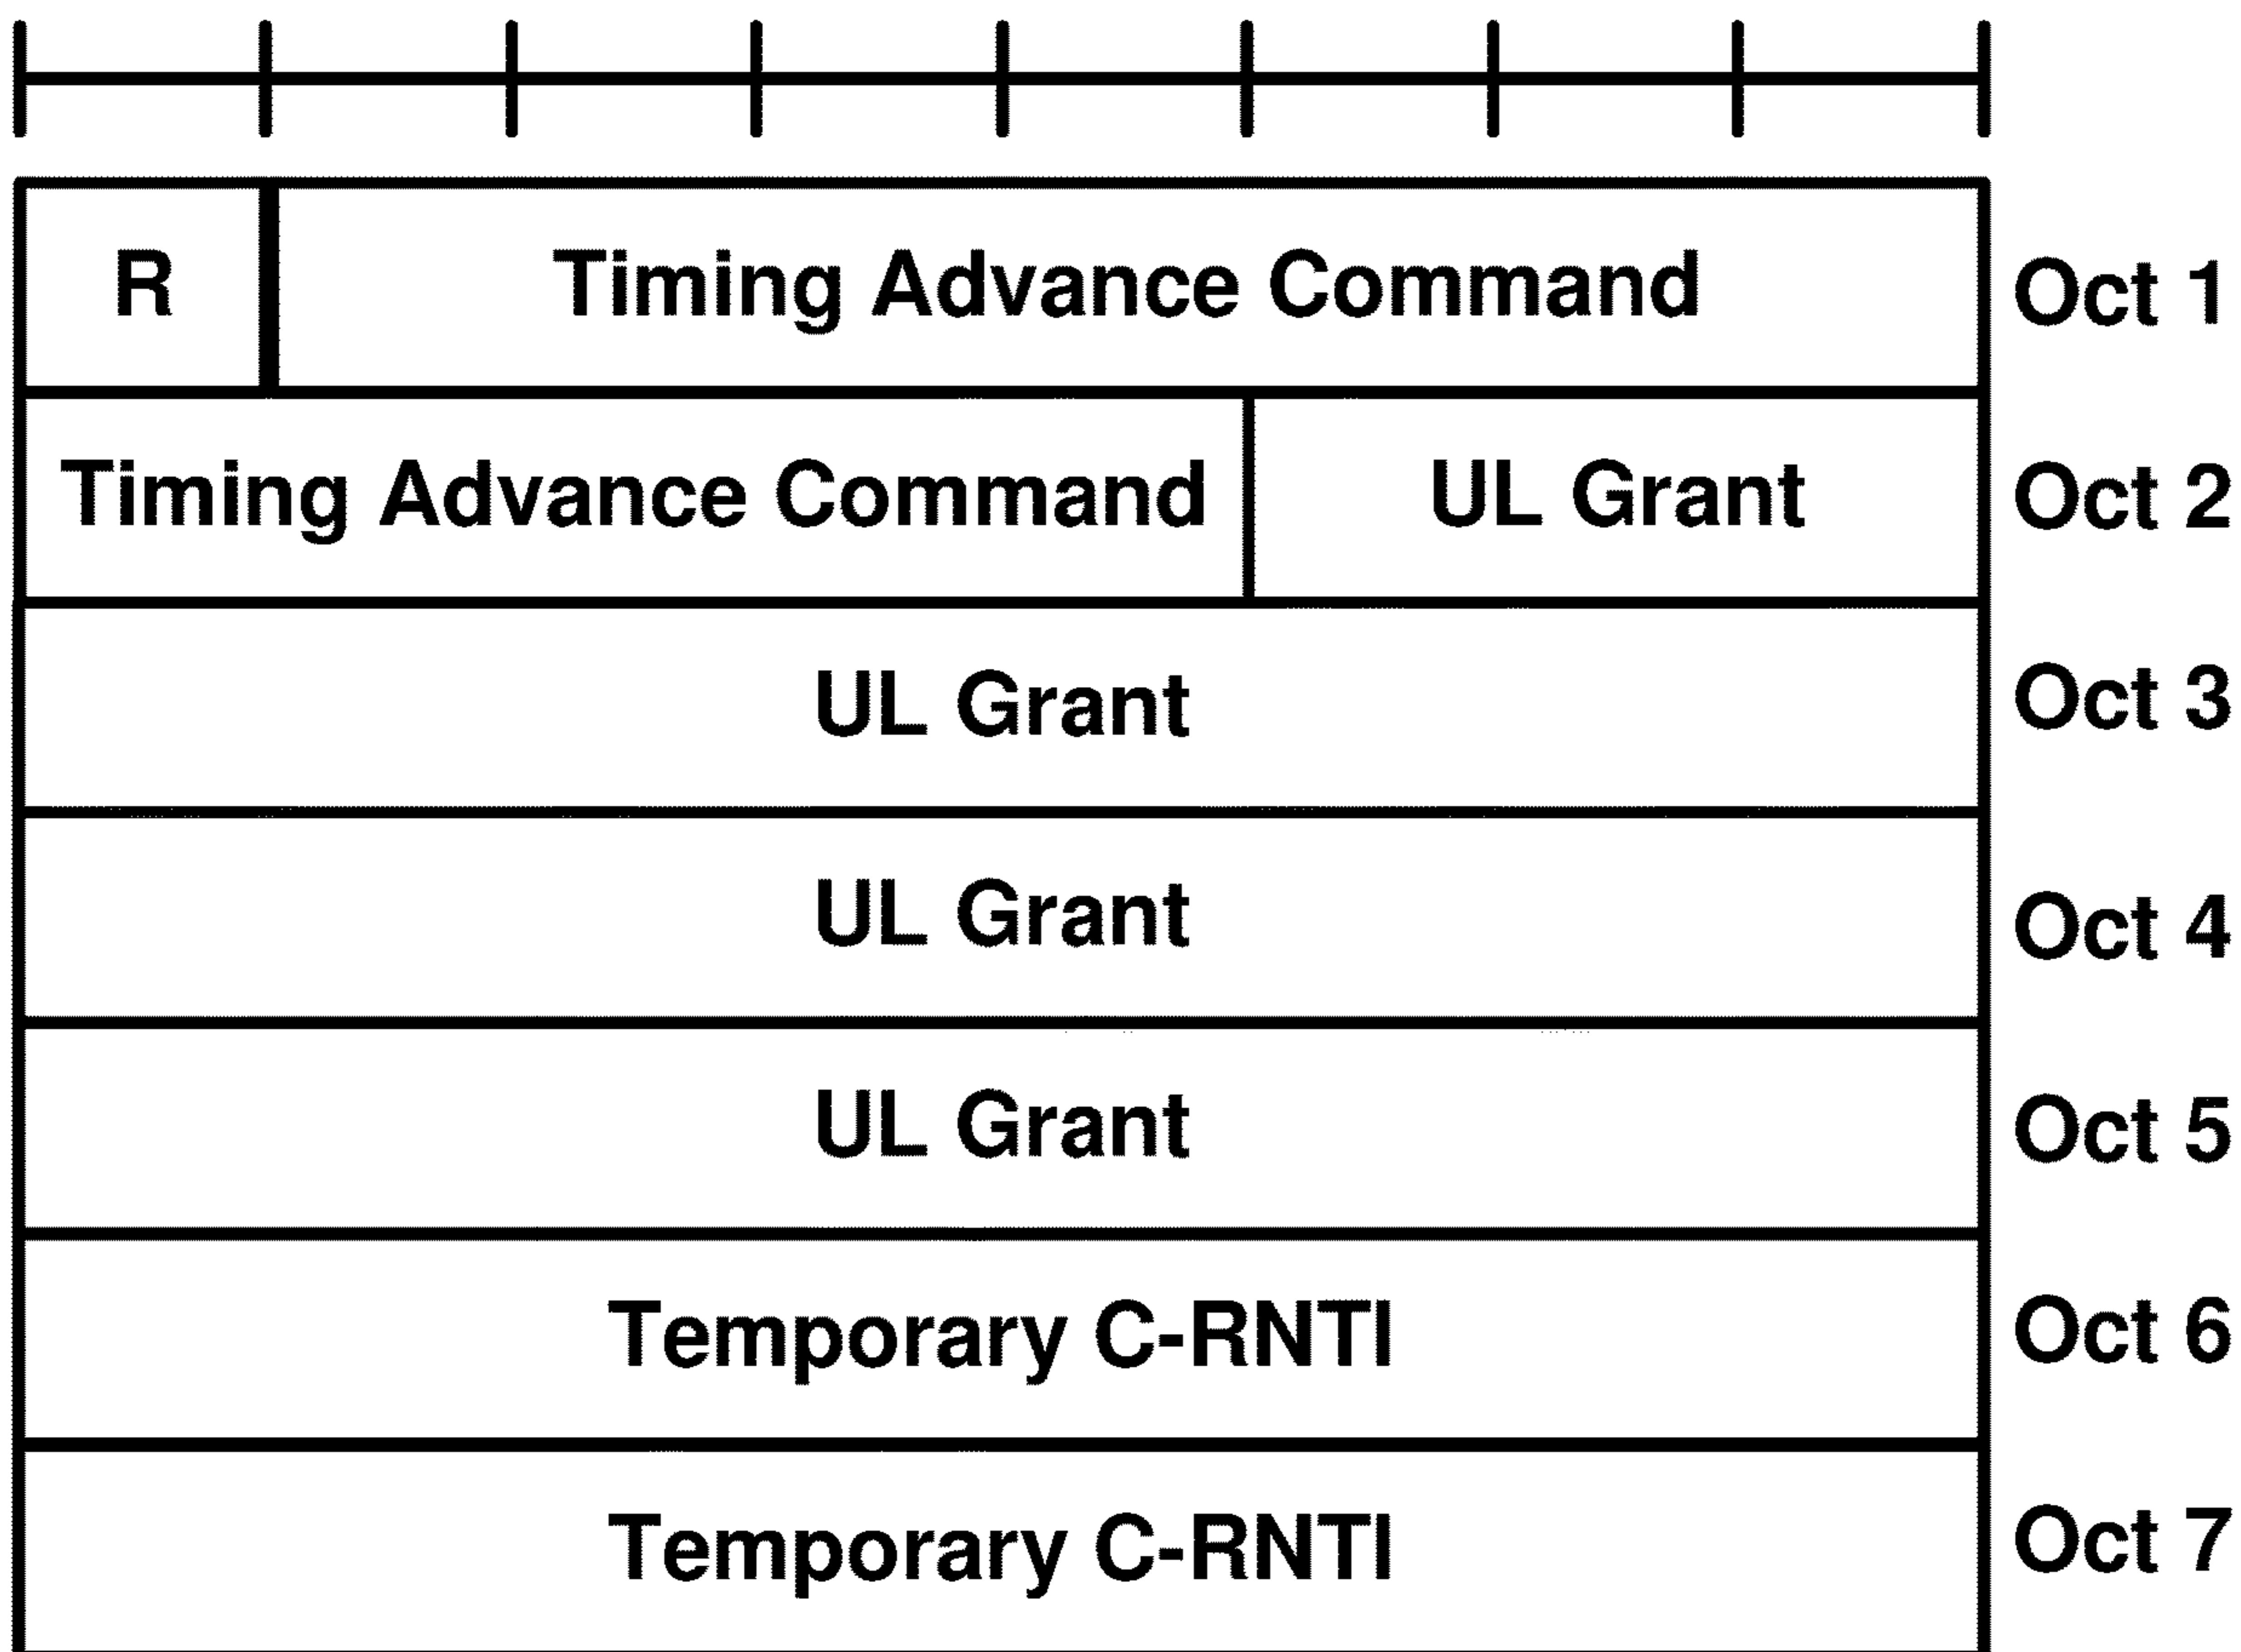 R Timing Advance Command Oct 1
Timing Advance Command UL Grant Oct 2
UL Grant Oct 3
UL Grant Oct 4
UL Grant Oct 5
Temporary C-RNTI Oct 6
Temporary C-RNTI Oct 7